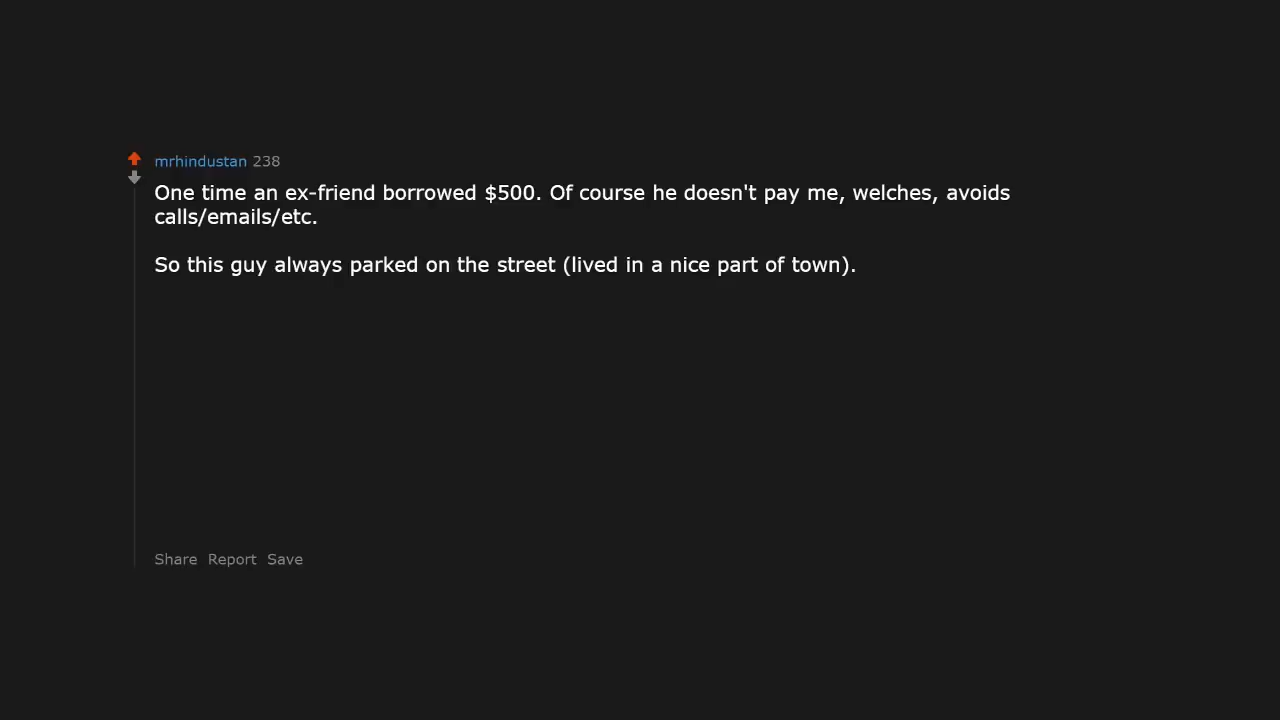 mrhindustan 238
One time an ex-friend borrowed $500. Of course he doesn't pay me, welches, avoids
calls/emails/etc.
So this guy always parked on the street (lived in a nice part of town).
Share Report Save